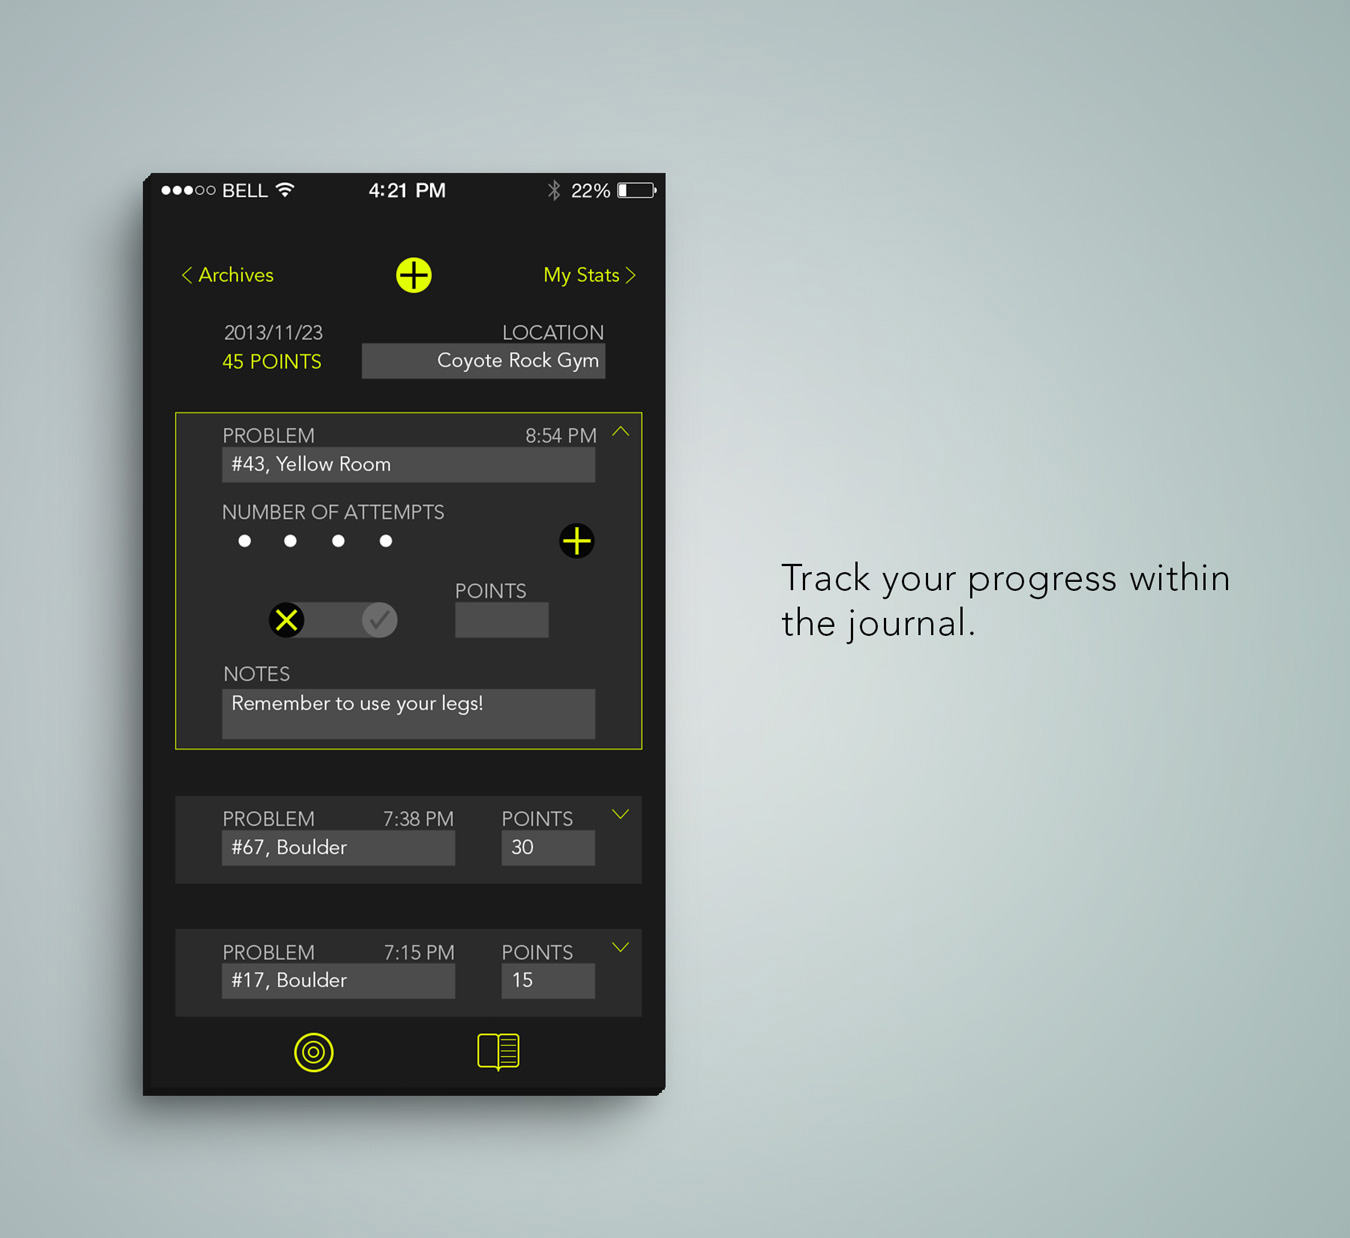 BELL 4:21 PM 22%
Archives My Stats
2013/11/23 LOCATION
45 POINTS Coyote Rock Gym
PROBLEM 8:54 PM
#43, Yellow Room
NUMBER OF ATTEMPTS
POINTS
NOTES
Remember to use your legs!
PROBLEM 7:38 PM POINTS
#67, Boulder 30
PROBLEM 7:15 PM POINTS
#17, Boulder 15
Track your progress within
the journal.